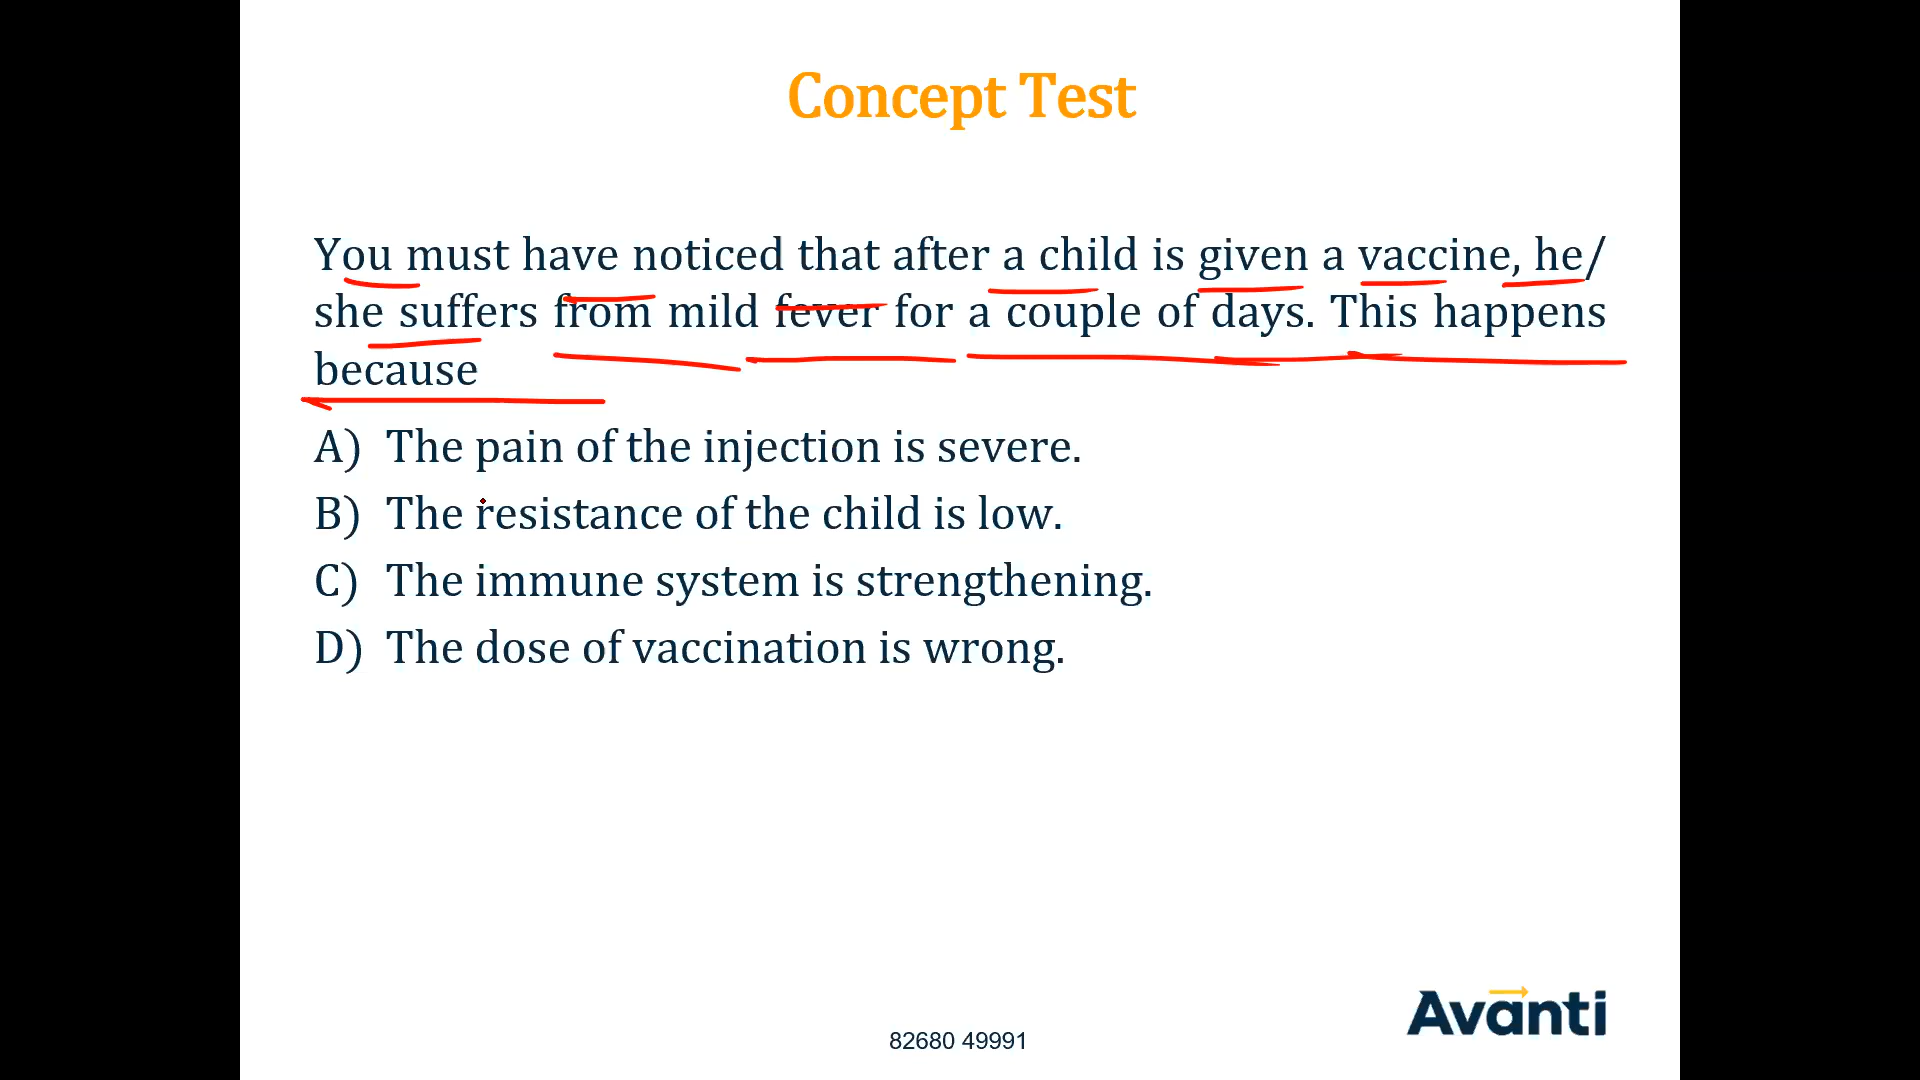 Concept Test
You must have noticed that after a child is given a vaccine, he/
she suffers from mild fever for a couple of days. This happens
because
A) The pain of the injection is severe.
B) The resistance of the child is low.
C) The immune system is strengthening.
D) The dose of vaccination is wrong.
Avanti
82680 49991